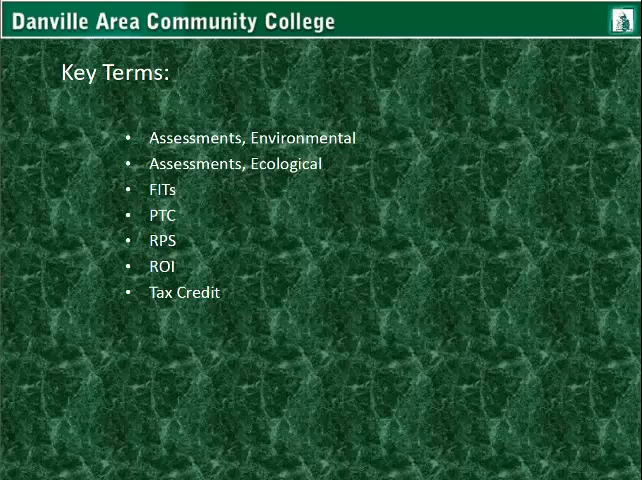 Danville Area Community College
Key Terms:
• Assessments, Environmental
• Assessments, Ecological
• FITs
• PTC
• RPS
• ROI
• Tax Credit